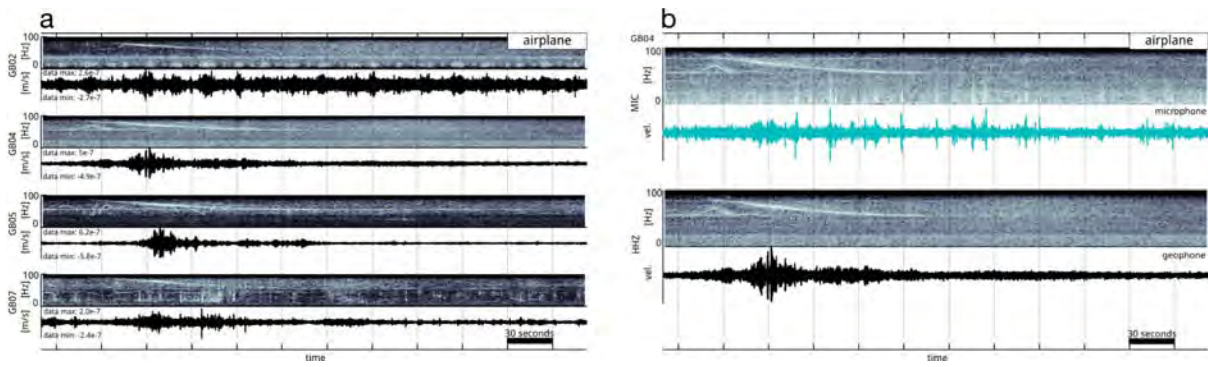 a
airplane
GB02
100
[Hz]
0
[m/s]
data max: 2.6e-7
data min: -2.7e-7
GB04
100
[Hz]
0
[m/s]
data max: 5e-7
data min: -4.9e-7
GB05
100
[Hz]
0
[m/s]
data max: 6.2e-7
data min: -5.8e-7
GB07
100
[Hz]
0
[m/s]
data max: 2.0e-7
data min: -2.4e-7
30 seconds
time
b
GB04
airplane
100
[Hz]
0
MIC
vel.
microphone
100
[Hz]
0
HHZ
vel.
geophone
30 seconds
time